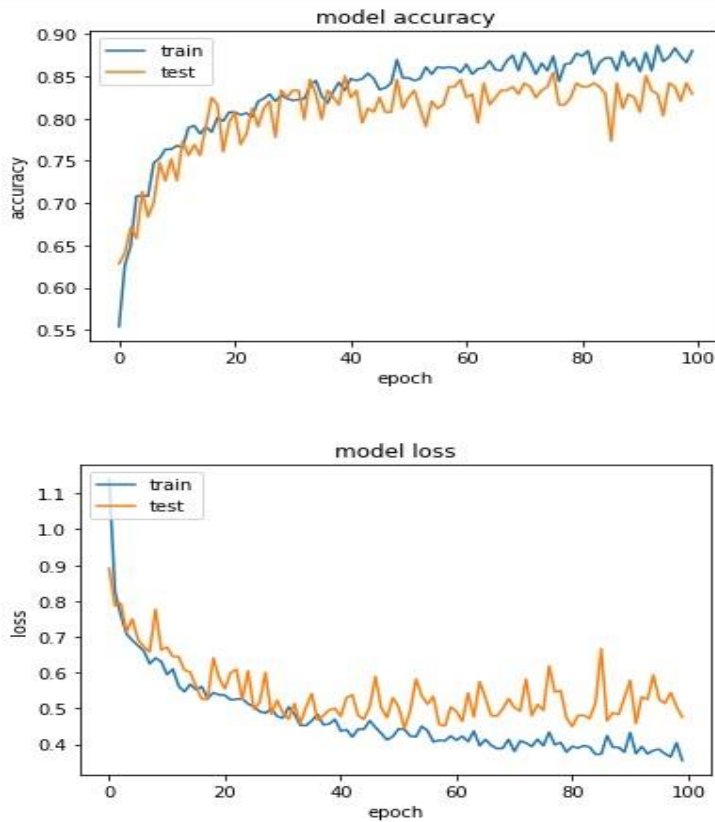 model accuracy
0.90
0.85
0.80
0.75
0.70
0.65
0.60
0.55
accuracy
train
test
0 20 40 60 80 100
epoch
model loss
1.1
1.0
0.9
0.8
0.7
0.6
0.5
0.4
loss
train
test
0 20 40 60 80 100
epoch